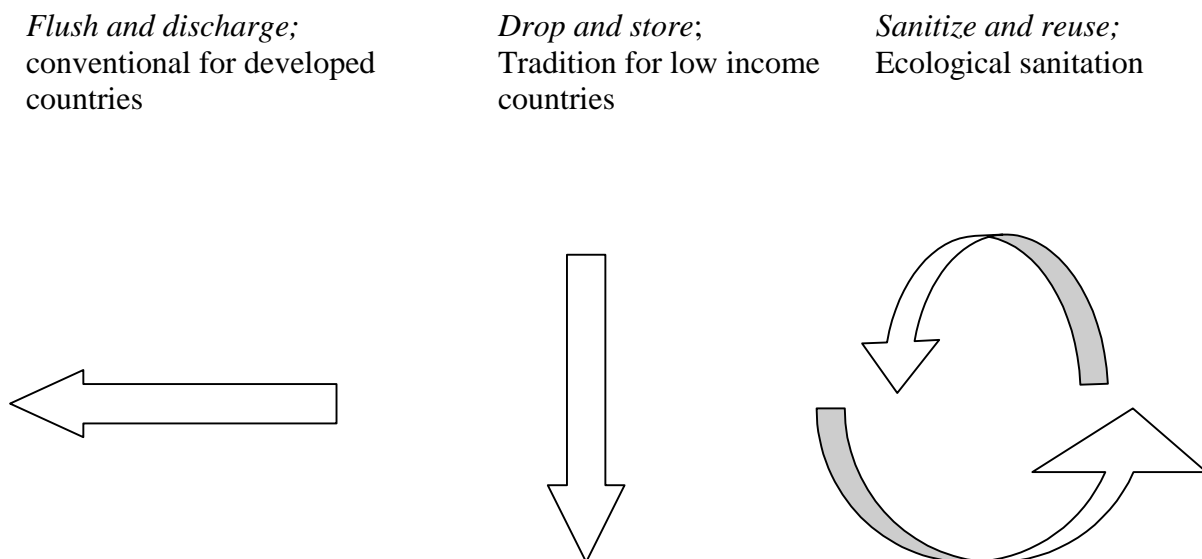 Flush and discharge;
conventional for developed
countries
Drop and store;
Tradition for low income
countries
Sanitize and reuse;
Ecological sanitation